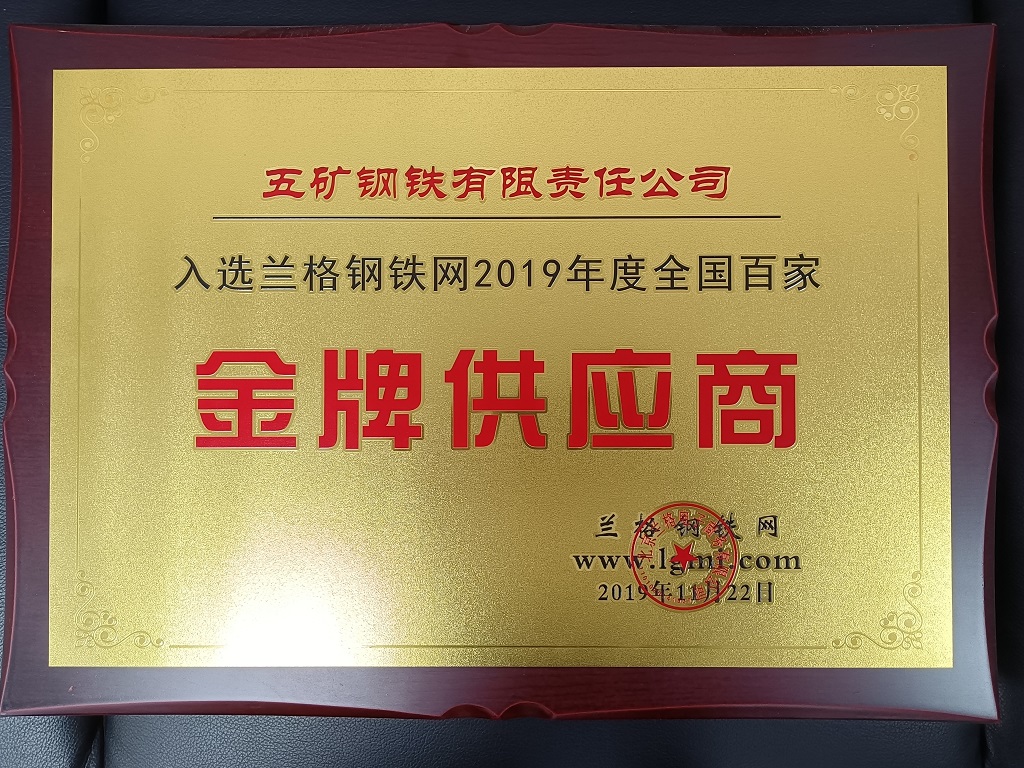 五矿钢铁有限责任公司
入选兰格钢铁网2019年度全国百家
金牌供应商
兰格钢铁网
www.lgmi.com
2019年11月22日